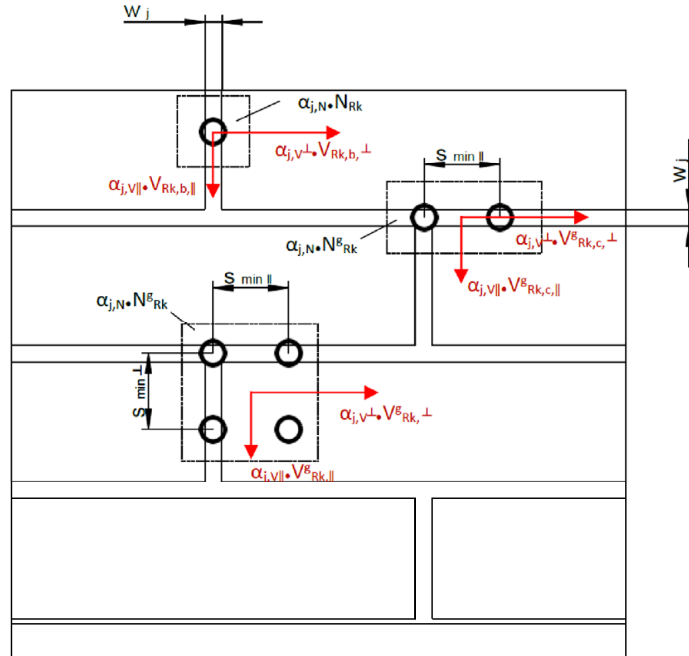 W j
αj,N•NRk
αj,V⊥•VRk,b,⊥
αj,V∥•VRk,b,∥
S min ∥
W j
αj,V⊥•VgRk,c,⊥
αj,N•NgRk
αj,V∥•VgRk,c,∥
S min ∥
αj,N•NgRk
S min ⊥
αj,V⊥•VgRk,⊥
αj,V∥•VgRk,∥